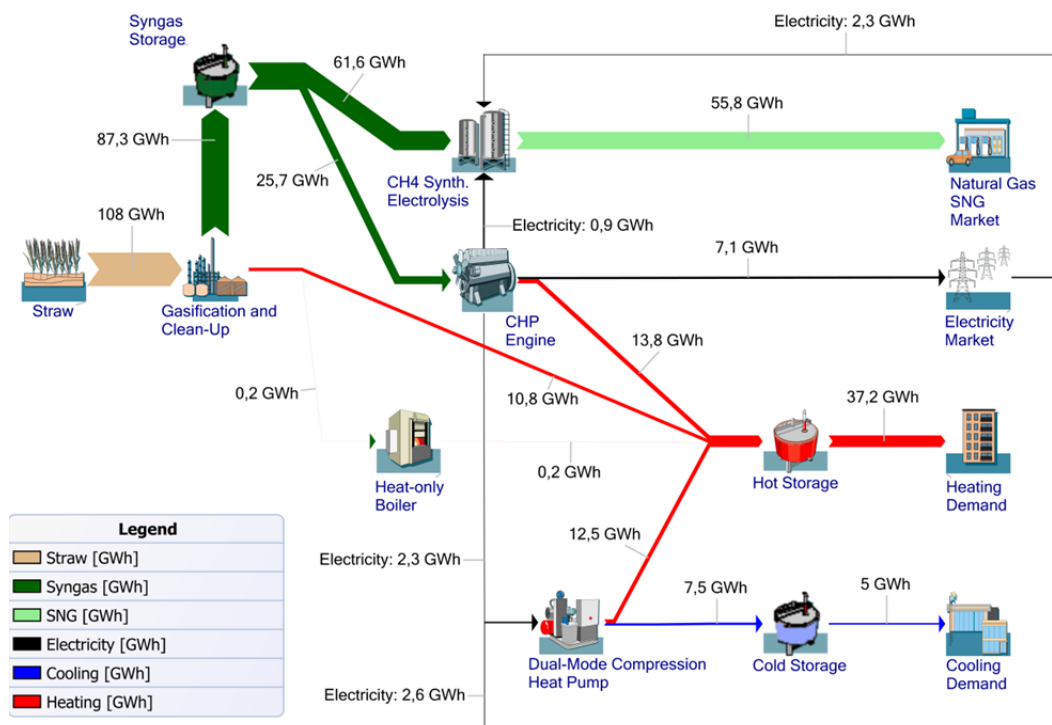 Syngas
Storage
Electricity: 2,3 GWh
61,6 GWh
55,8 GWh
87,3 GWh
25,7 GWh
CH4 Synth.
Electrolysis
Natural Gas
SNG
Market
108 GWh
Electricity: 0,9 GWh
7,1 GWh
Straw
Gasification and
Clean-Up
CHP
Engine
Electricity
Market
13,8 GWh
0,2 GWh
10,8 GWh
37,2 GWh
Heat-only
Boiler
0,2 GWh
Hot Storage
Heating
Demand
Legend
Straw [GWh]
Syngas [GWh]
SNG [GWh]
Electricity [GWh]
Cooling [GWh]
Heating [GWh]
12,5 GWh
Electricity: 2,3 GWh
7,5 GWh
5 GWh
Dual-Mode Compression
Heat Pump
Cold Storage
Cooling
Demand
Electricity: 2,6 GWh